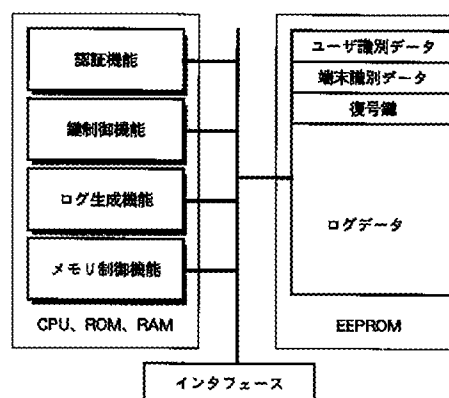 認証機能
鍵制御機能
ログ生成機能
メモリ制御機能
CPU、ROM、RAM
ユーザ識別データ
端末識別データ
復号鍵
ログデータ
EEPROM
インタフェース